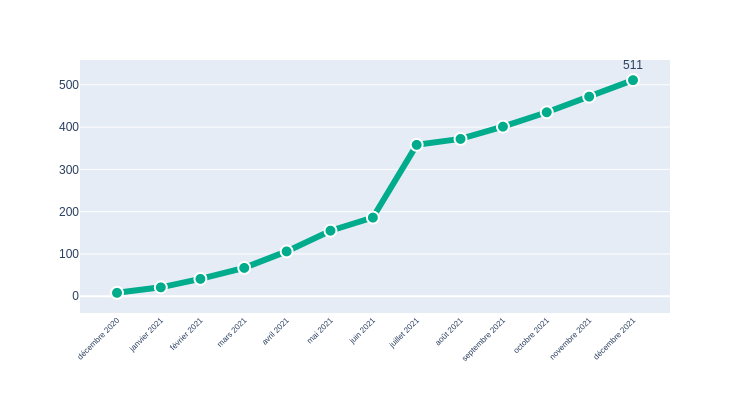 511
500
400
300
200
100
0
décembre 2020
janvier 2021
février 2021
mars 2021
avril 2021
mai 2021
juin 2021
juillet 2021
août 2021
septembre 2021
octobre 2021
novembre 2021
décembre 2021